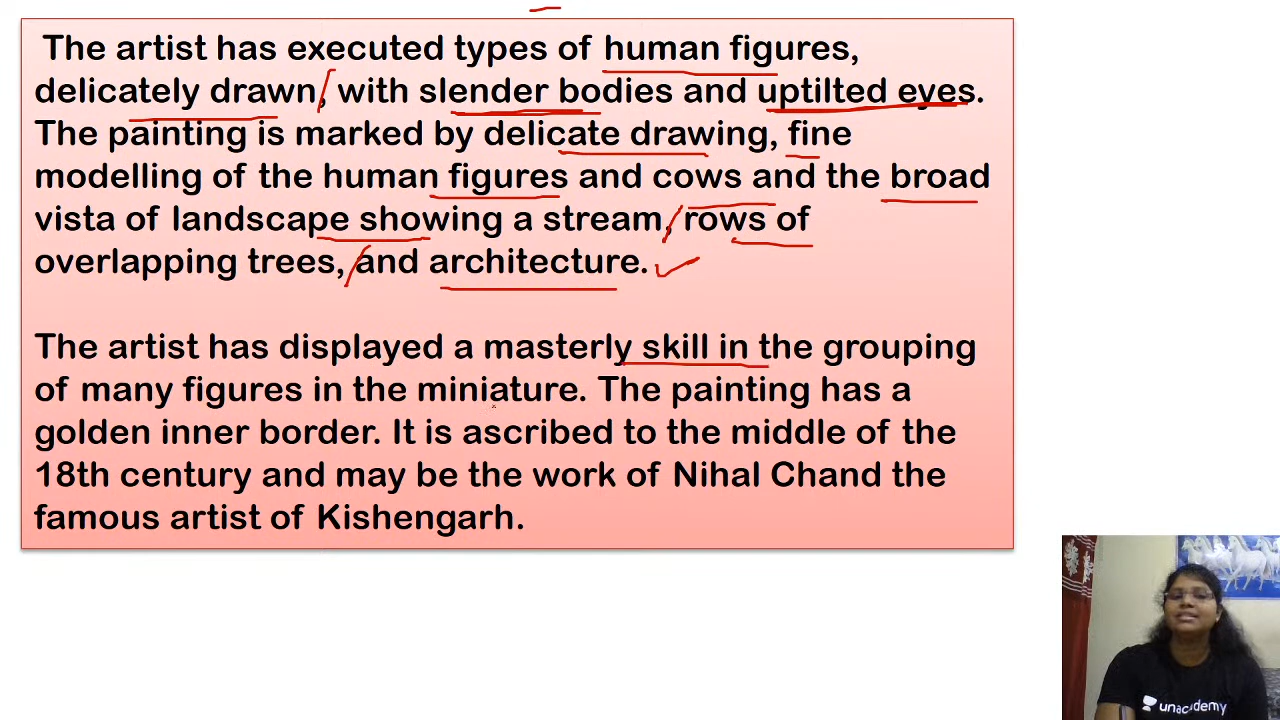 The artist has executed types of human figures,
delicately drawn, with slender bodies and uptilted eyes.
The painting is marked by delicate drawing, fine
modelling of the human figures and cows and the broad
vista of landscape showing a stream, rows of
overlapping trees, and architecture.
The artist has displayed a masterly skill in the grouping
of many figures in the miniature. The painting has a
golden inner border. It is ascribed to the middle of the
18th century and may be the work of Nihal Chand the
famous artist of Kishengarh.
unacademy